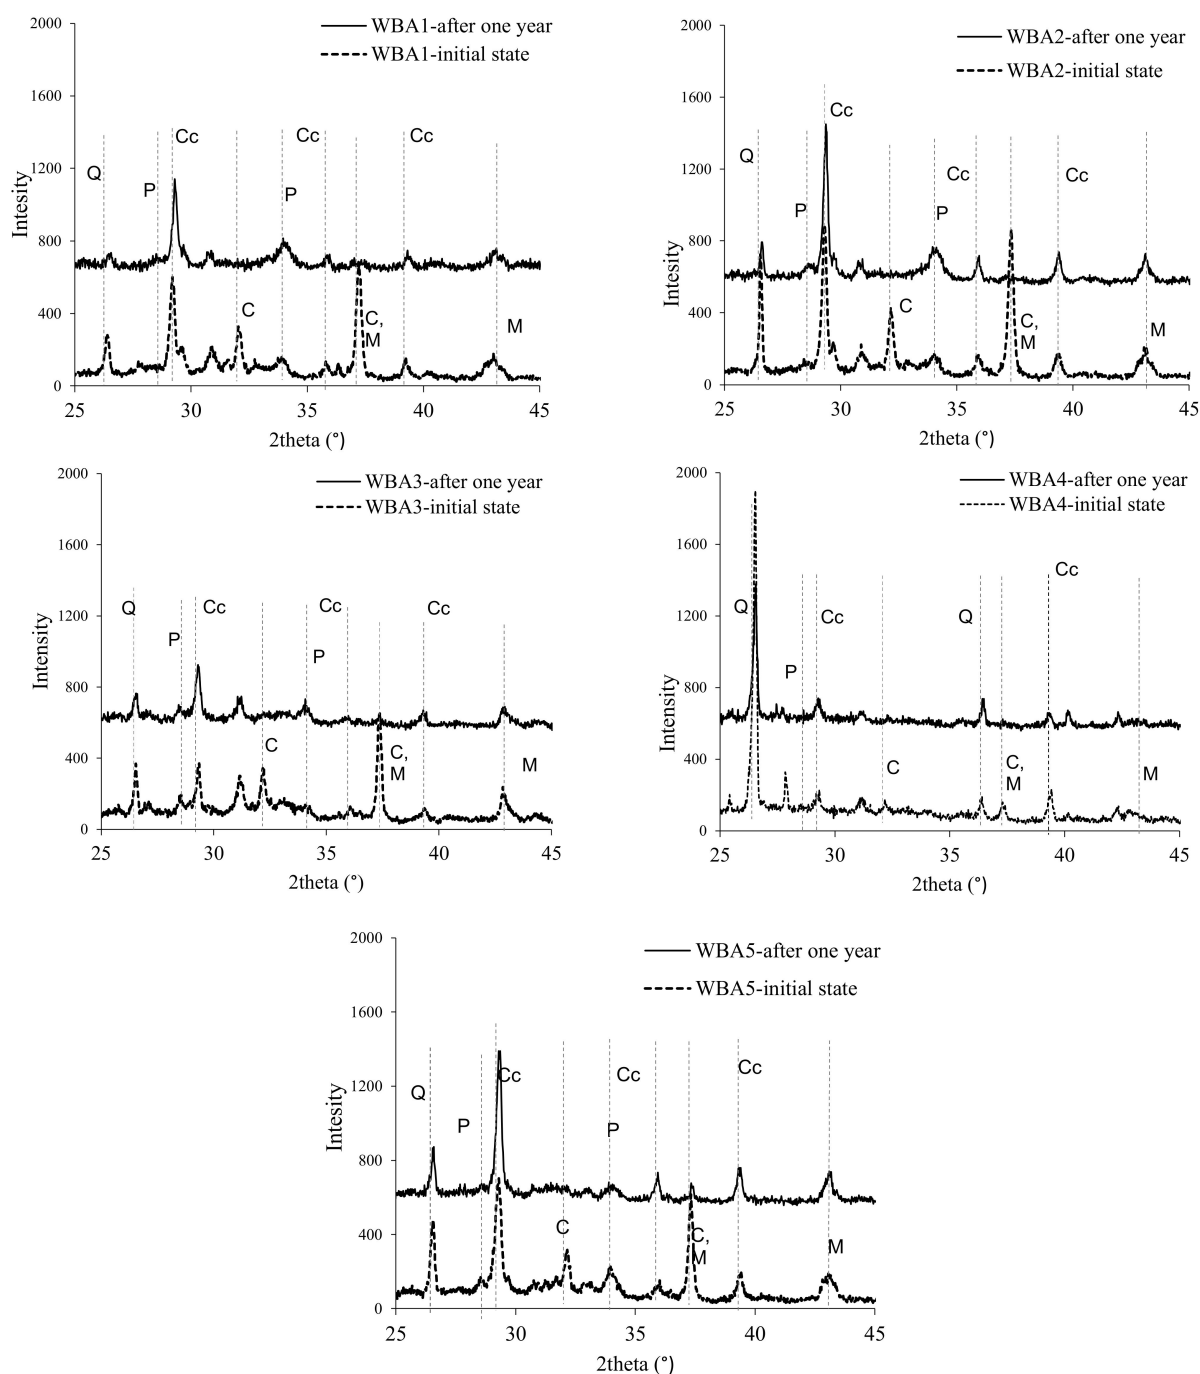 WBA1-after one year
WBA1-initial state
2000
1600
1200
800
400
0
Intesity
Q
P
Cc
P
Cc
Cc
C
C,
M
M
25
30
35
40
45
2theta (°)
WBA2-after one year
WBA2-initial state
2000
1600
1200
800
400
0
Intesity
Q
P
Cc
P
Cc
Cc
C
C,
M
M
25
30
35
40
45
2theta (°)
WBA3-after one year
WBA3-initial state
2000
1600
1200
800
400
0
Intensity
Q
P
Cc
P
Cc
Cc
C
C,
M
M
25
30
35
40
45
2theta (°)
WBA4-after one year
WBA4-initial state
2000
1600
1200
800
400
0
Intesity
Q
P
Cc
Q
Cc
C
C,
M
M
25
30
35
40
45
2theta (°)
WBA5-after one year
WBA5-initial state
2000
1600
1200
800
400
0
Intesity
Q
P
Cc
P
Cc
Cc
C
C,
M
M
25
30
35
40
45
2theta (°)